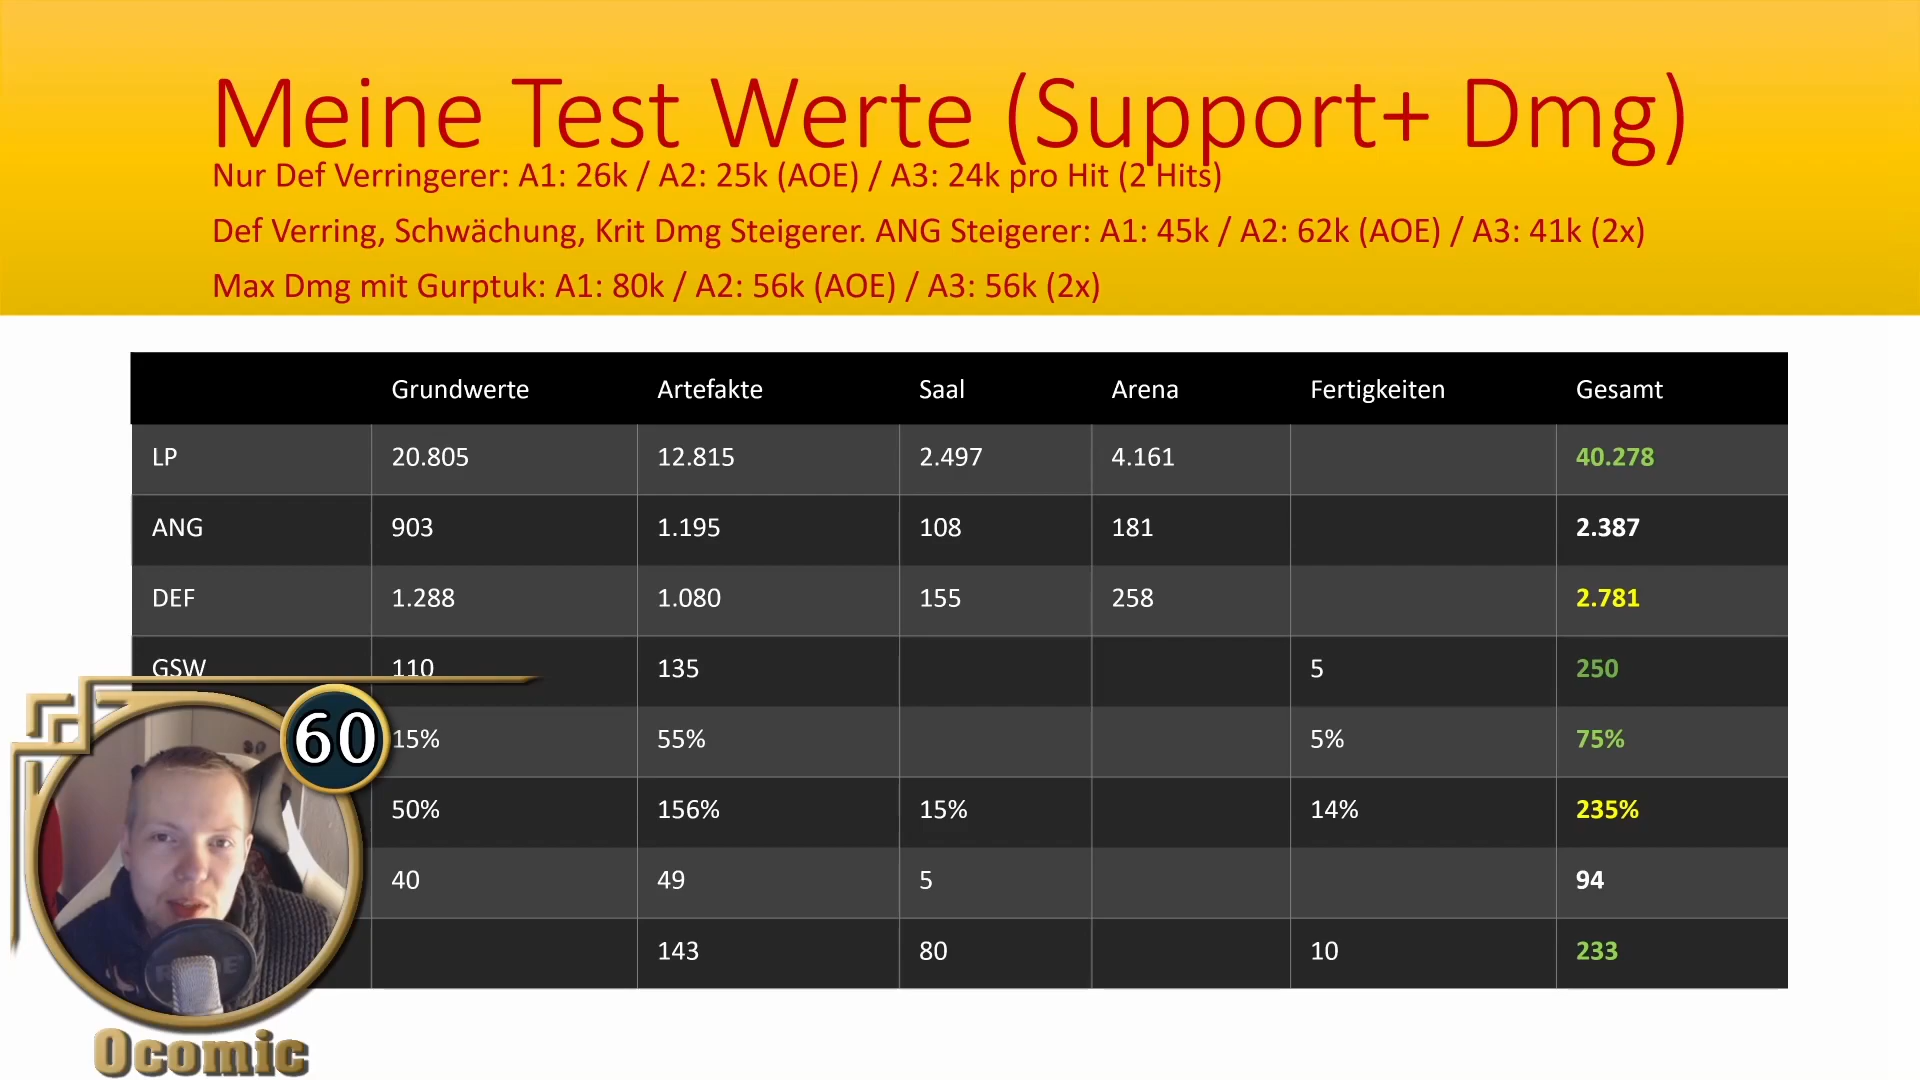 Meine Test Werte (Support+ Dmg)
Nur Def Verringerer: A1: 26k / A2: 25k (AOE) / A3: 24k pro Hit (2 Hits)
Def Verring, Schwächung, Krit Dmg Steigerer. ANG Steigerer: A1: 45k / A2: 62k (AOE) / A3: 41k (2x)
Max Dmg mit Gurptuk: A1: 80k / A2: 56k (AOE) / A3: 56k (2x)
Grundwerte Artefakte Saal Arena Fertigkeiten Gesamt
LP 20.805 12.815 2.497 4.161 40.278
ANG 903 1.195 108 181 2.387
DEF 1.288 1.080 155 258 2.781
GSW 110 135 5 250
15% 55% 5% 75%
50% 156% 15% 14% 235%
40 49 5 94
143 80 10 233
60
Ocomic